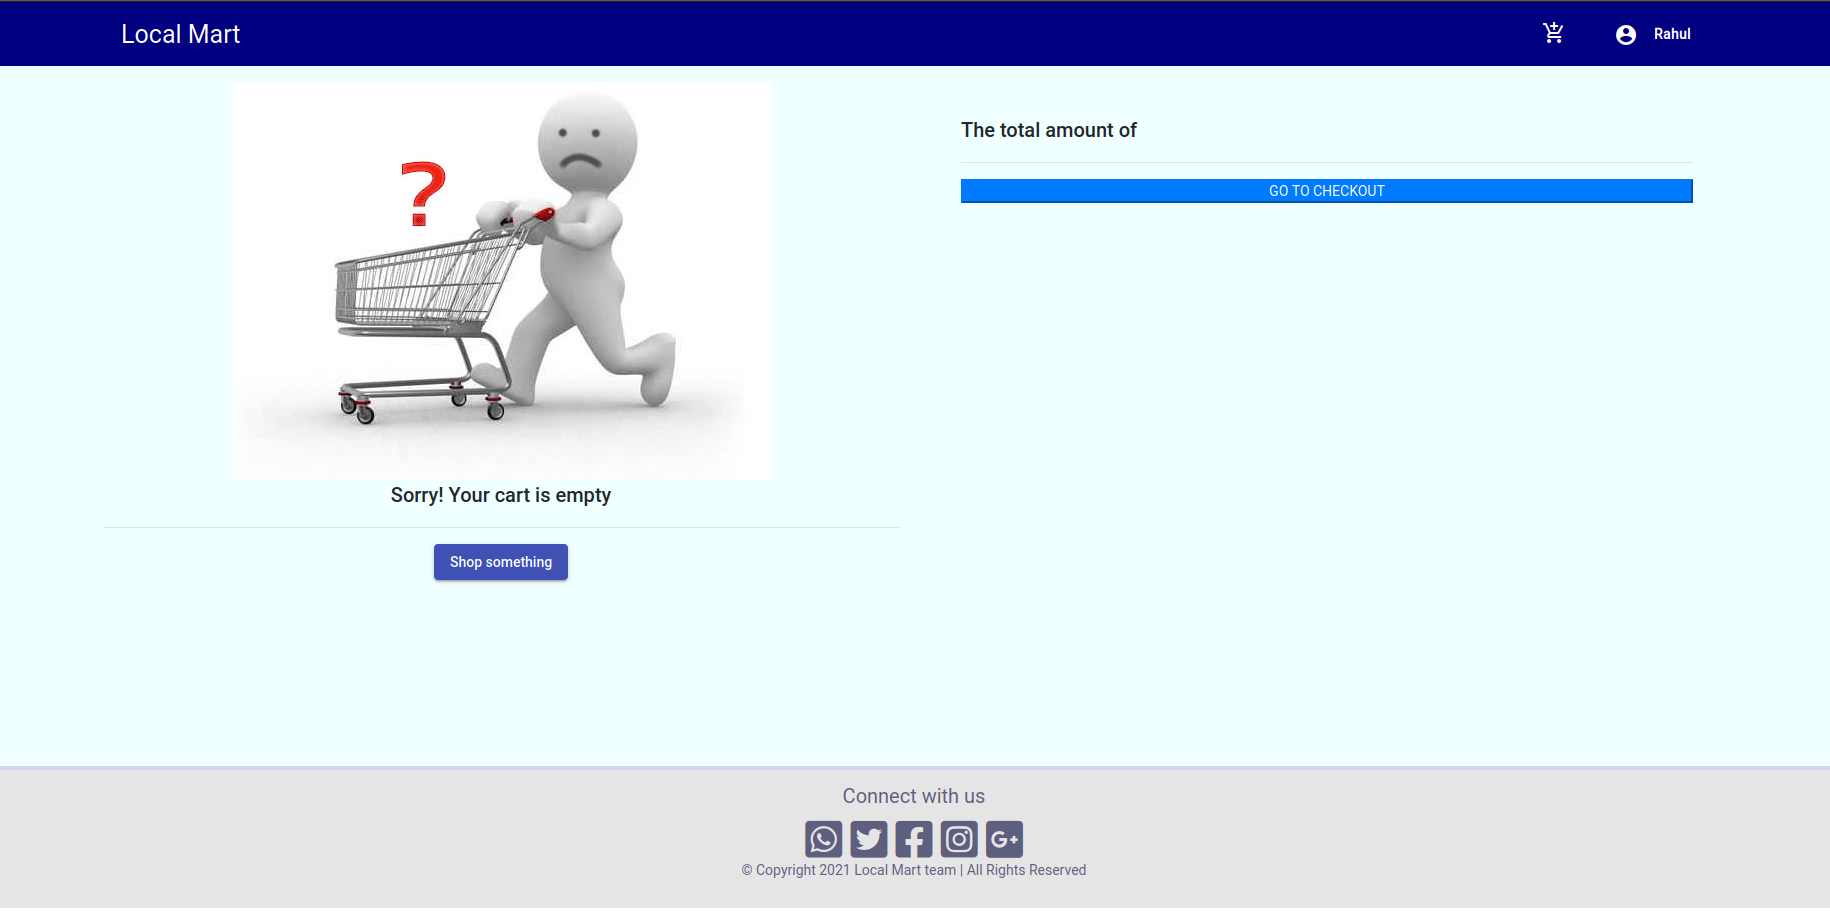 Local Mart
Rahul
?
Sorry! Your cart is empty
Shop something
The total amount of
GO TO CHECKOUT
Connect with us
G+
© Copyright 2021 Local Mart team | All Rights Reserved